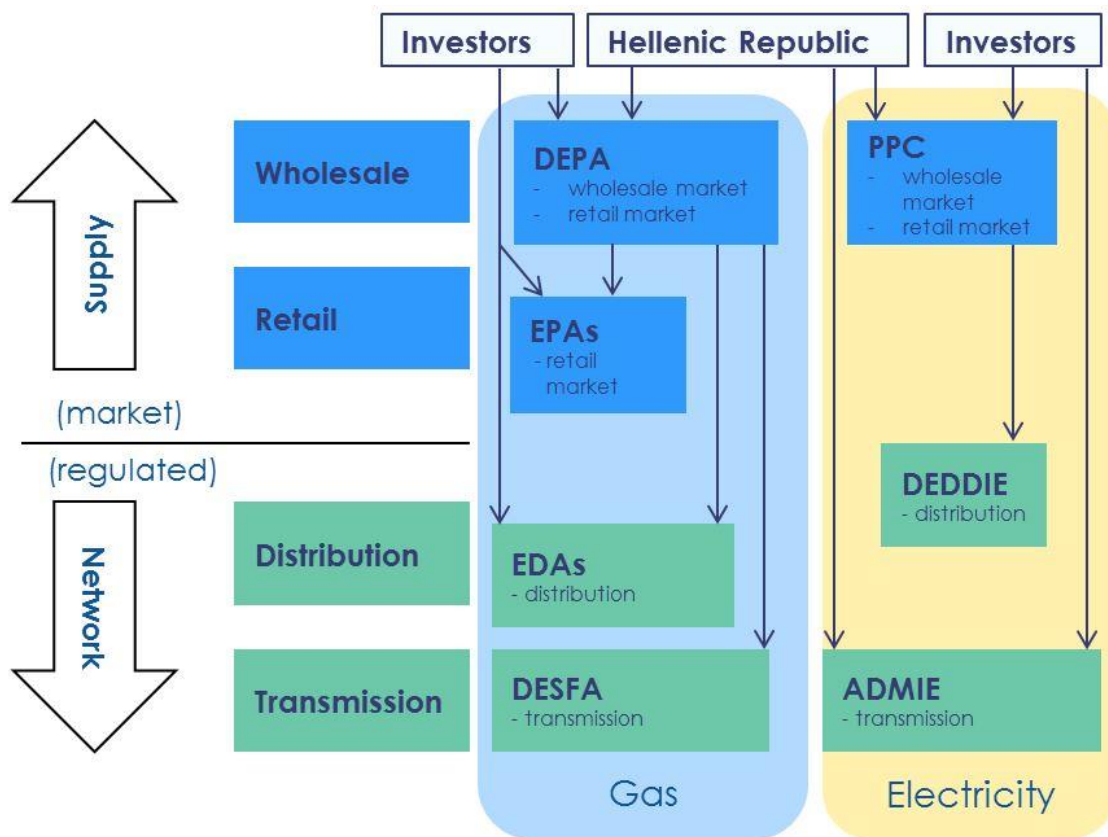 Investors
Hellenic Republic
Investors
Supply
Wholesale
DEPA
- wholesale market
- retail market
PPC
- wholesale
market
- retail market
Retail
EPAs
- retail
market
(market)
(regulated)
Network
DEDDIE
- distribution
Distribution
EDAs
- distribution
Transmission
DESFA
- transmission
ADMIE
- transmission
Gas
Electricity